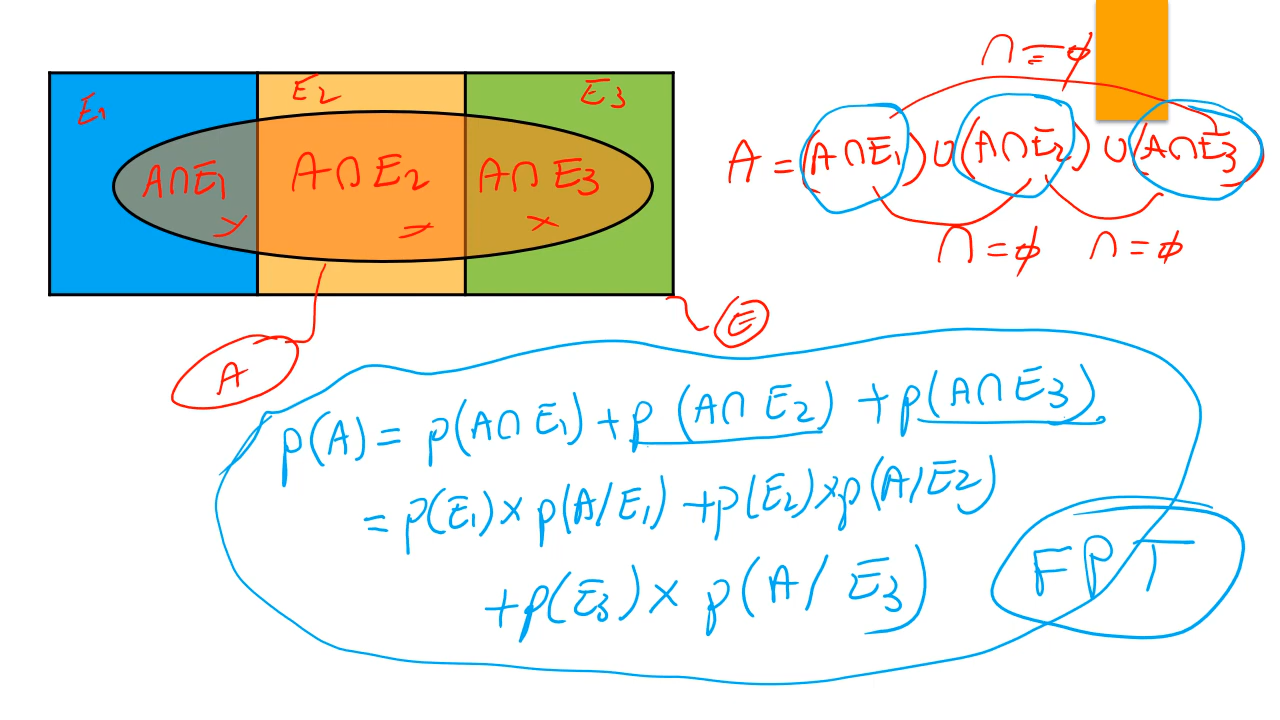 E1 E2 E3
A∩E1 A∩E2 A∩E3
A
E
∩ = ϕ
A = (A∩E1) ∪ (A∩E2) ∪ (A∩E3)
∩ = ϕ ∩ = ϕ
p(A) = p(A∩E1) + p(A∩E2) + p(A∩E3)
= p(E1) × p(A/E1) + p(E2) × p(A/E2)
+ p(E3) × p(A/E3)
FPT